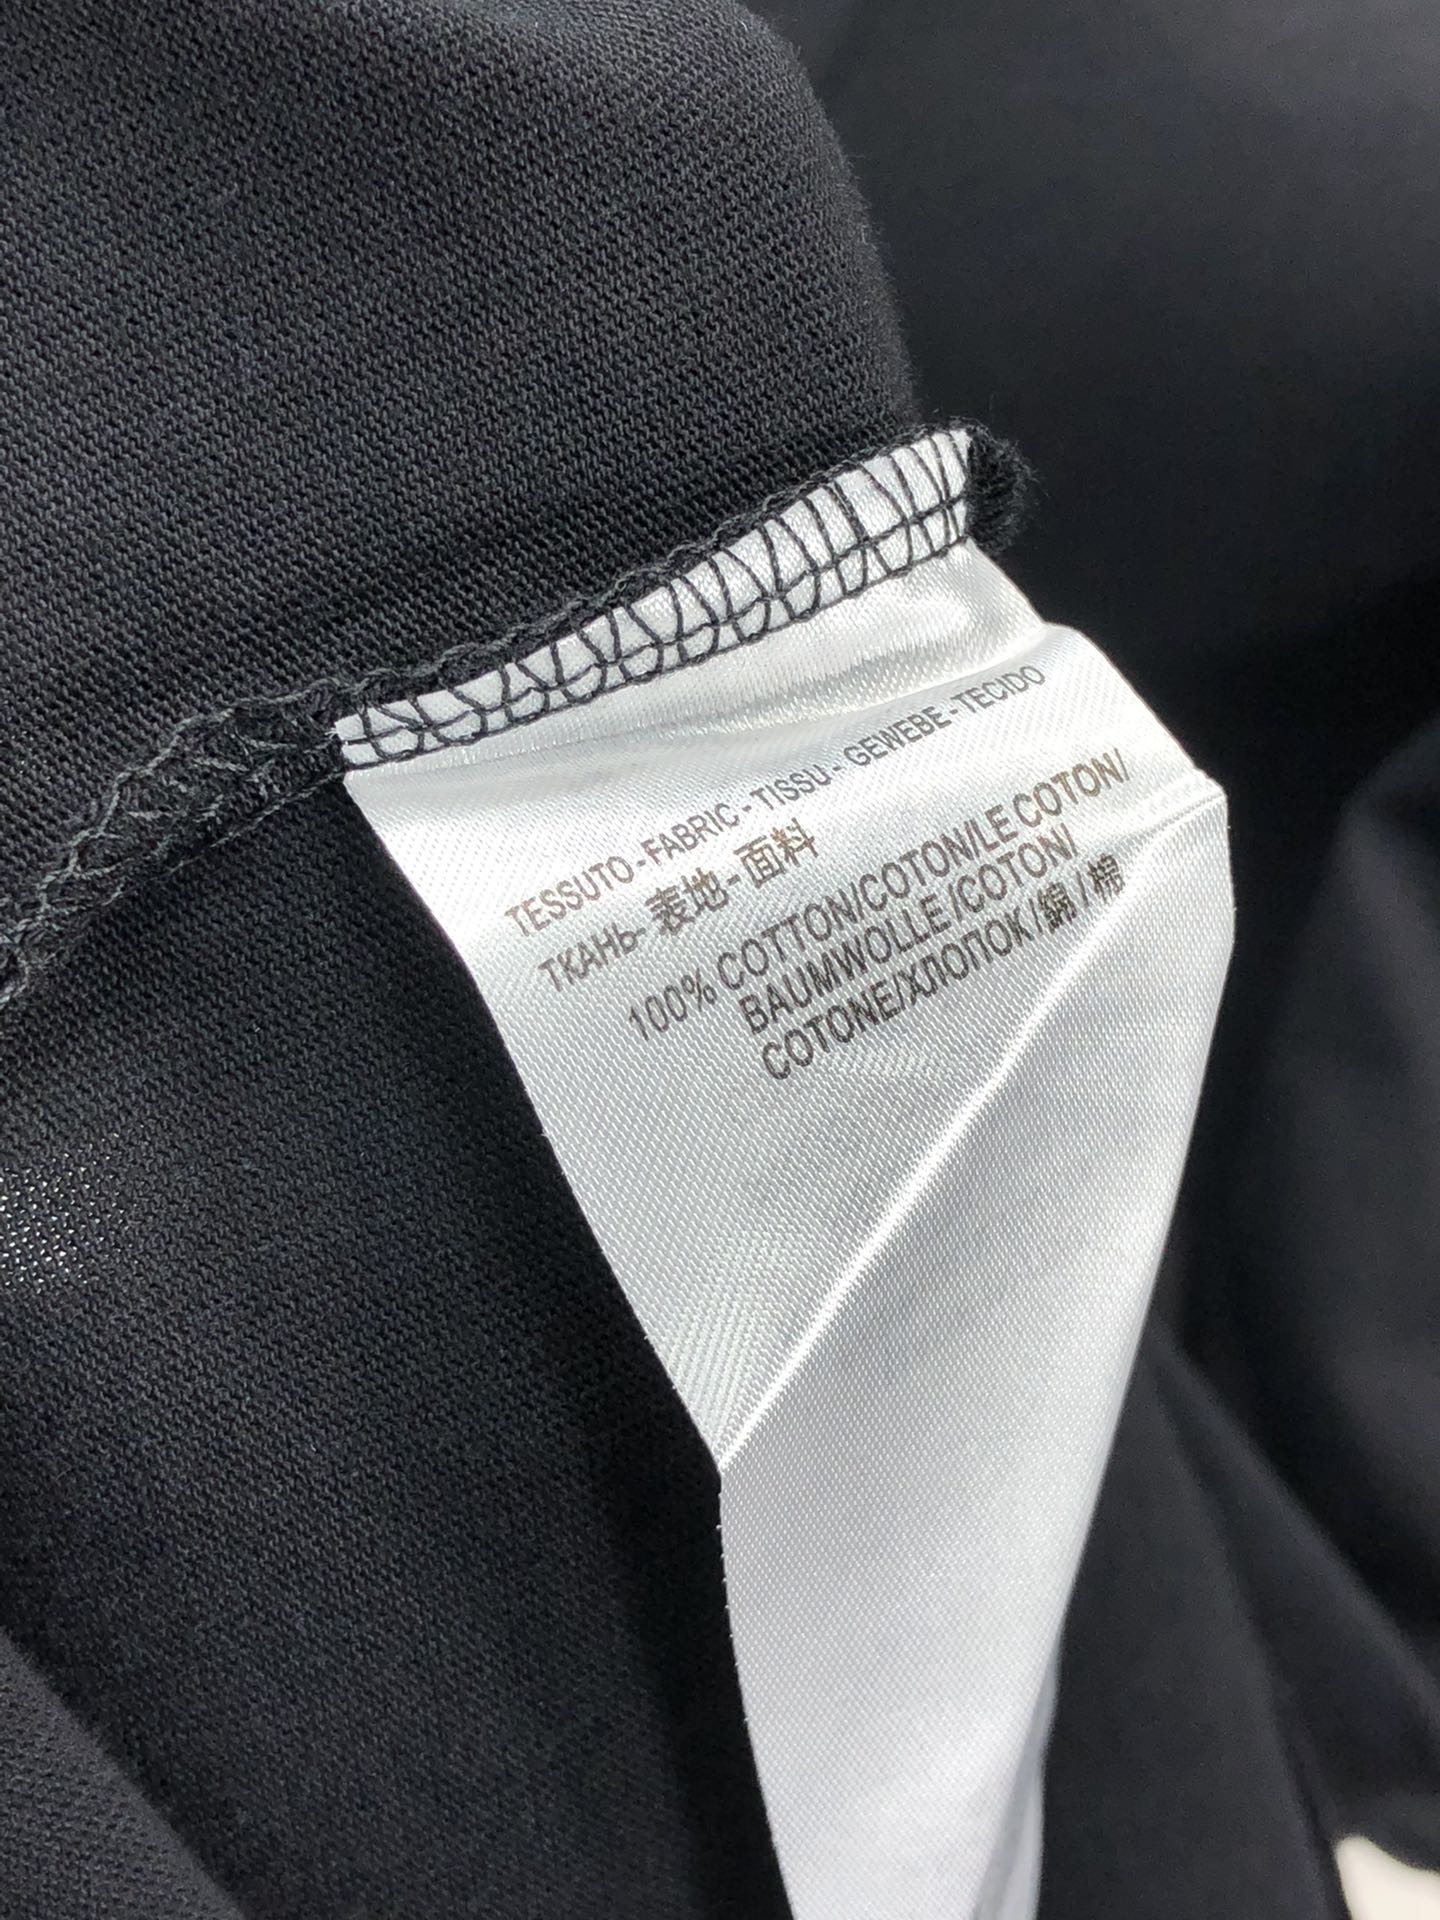 TESSUTO-FABRIC-TISSU-GEWEBE-TECIDO
ТКАНЬ-表地-面料
100% COTTON/COTON/LE COTON/
BAUMWOLLE/COTON/
COTONE/ХЛОПОК/綿/棉